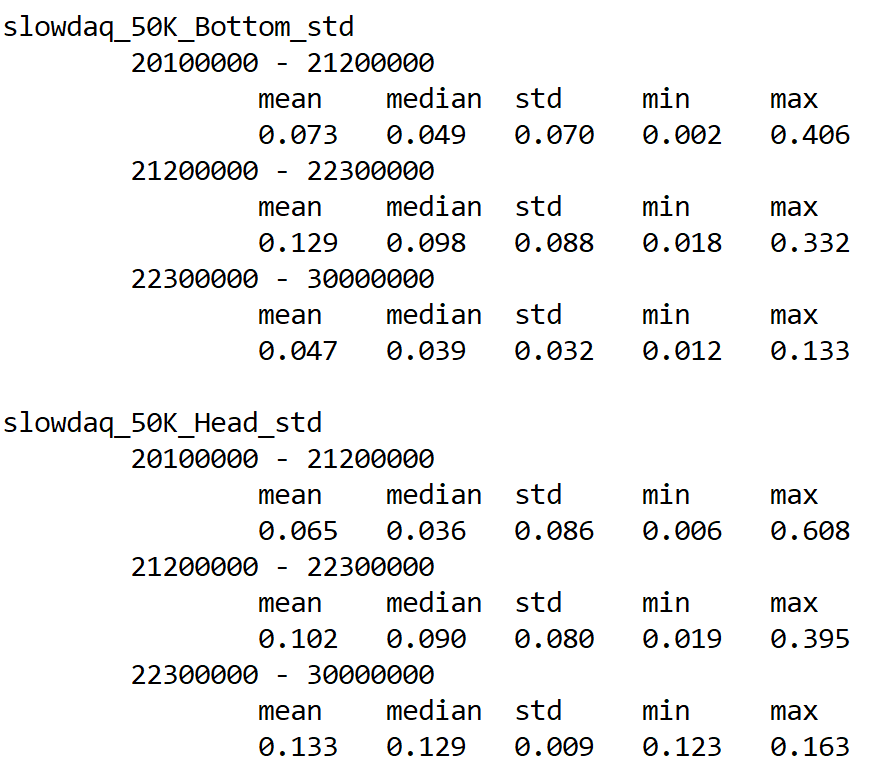 slowdaq_50K_Bottom_std
20100000 - 21200000
mean median std min max
0.073 0.049 0.070 0.002 0.406
21200000 - 22300000
mean median std min max
0.129 0.098 0.088 0.018 0.332
22300000 - 30000000
mean median std min max
0.047 0.039 0.032 0.012 0.133
slowdaq_50K_Head_std
20100000 - 21200000
mean median std min max
0.065 0.036 0.086 0.006 0.608
21200000 - 22300000
mean median std min max
0.102 0.090 0.080 0.019 0.395
22300000 - 30000000
mean median std min max
0.133 0.129 0.009 0.123 0.163